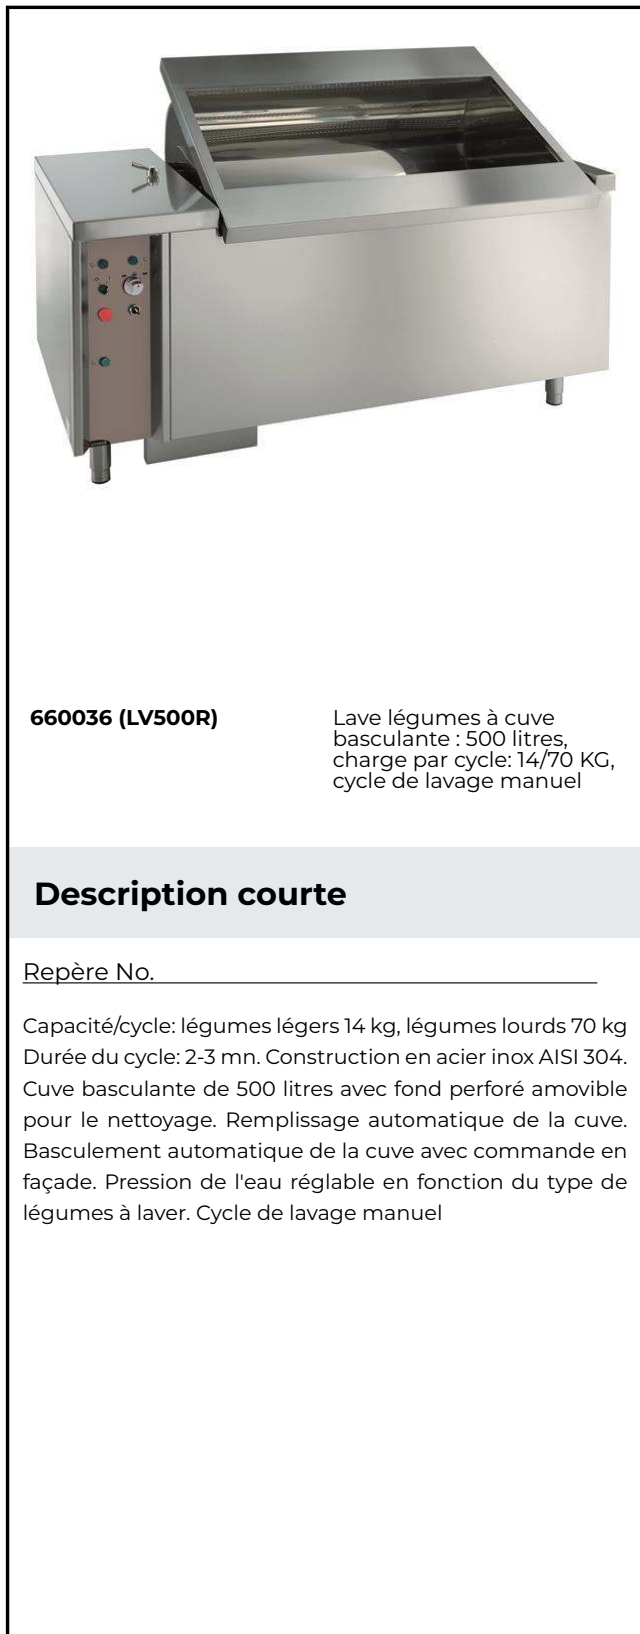 660036 (LV500R)
Lave légumes à cuve
basculante : 500 litres,
charge par cycle: 14/70 KG,
cycle de lavage manuel
Description courte
Repère No.
Capacité/cycle: légumes légers 14 kg, légumes lourds 70 kg
Durée du cycle: 2-3 mn. Construction en acier inox AISI 304.
Cuve basculante de 500 litres avec fond perforé amovible
pour le nettoyage. Remplissage automatique de la cuve.
Basculement automatique de la cuve avec commande en
façade. Pression de l'eau réglable en fonction du type de
légumes à laver. Cycle de lavage manuel